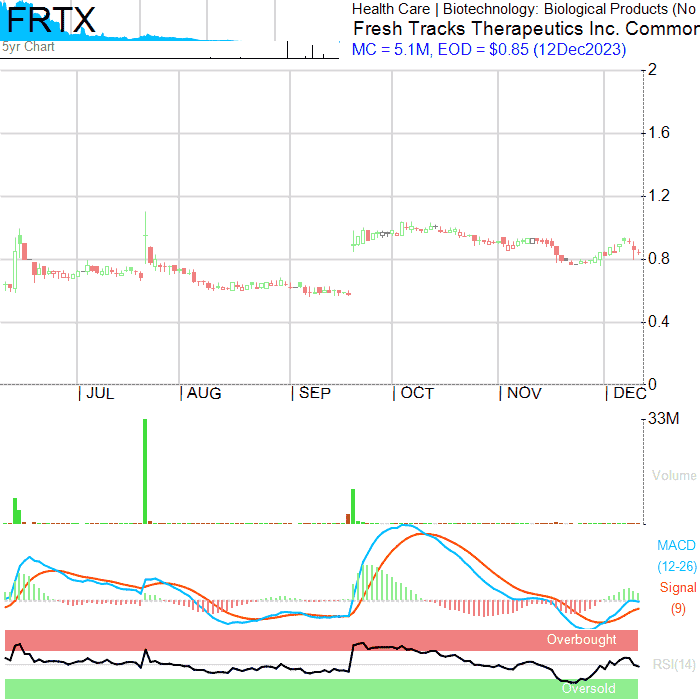 FRTX
5yr Chart
Health Care | Biotechnology: Biological Products (No
Fresh Tracks Therapeutics Inc. Common
MC = 5.1M, EOD = $0.85 (12Dec2023)
2
1.6
1.2
0.8
0.4
0
JUL
AUG
SEP
OCT
NOV
DEC
33M
Volume
MACD
(12-26)
Signal
(9)
Overbought
RSI(14)
Oversold